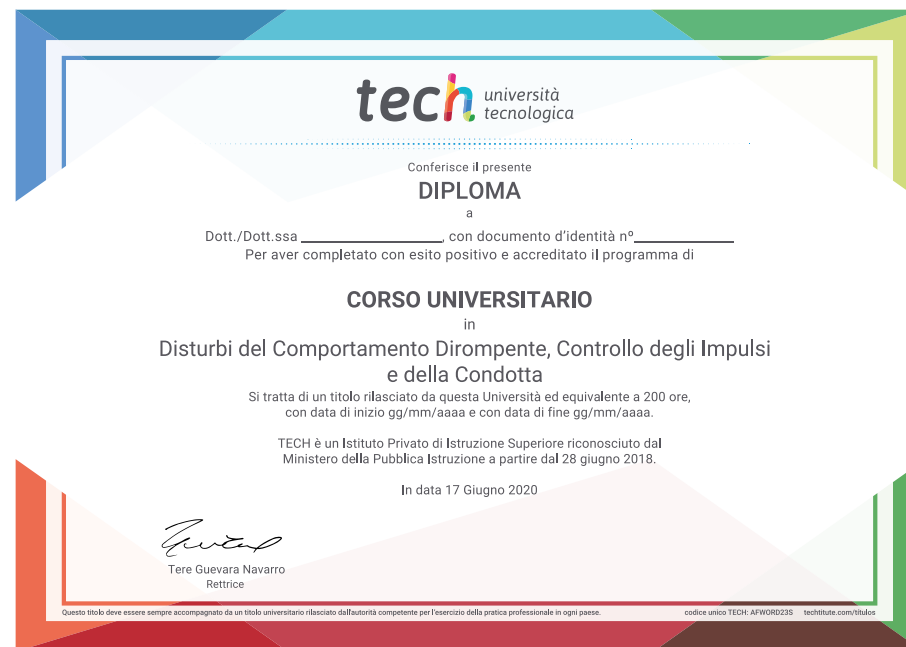 tech università
tecnologica
Conferisce il presente
DIPLOMA
a
Dott./Dott.ssa ____________________, con documento d'identità nº______________
Per aver completato con esito positivo e accreditato il programma di
CORSO UNIVERSITARIO
in
Disturbi del Comportamento Dirompente, Controllo degli Impulsi
e della Condotta
Si tratta di un titolo rilasciato da questa Università ed equivalente a 200 ore,
con data di inizio gg/mm/aaaa e con data di fine gg/mm/aaaa.
TECH è un Istituto Privato di Istruzione Superiore riconosciuto dal
Ministero della Pubblica Istruzione a partire dal 28 giugno 2018.
In data 17 Giugno 2020
Tere Guevara Navarro
Rettrice
Questo titolo deve essere sempre accompagnato da un titolo universitario rilasciato dall'autorità competente per l'esercizio della pratica professionale in ogni paese. codice unico TECH: AFWORD23S techtitute.com/titulos